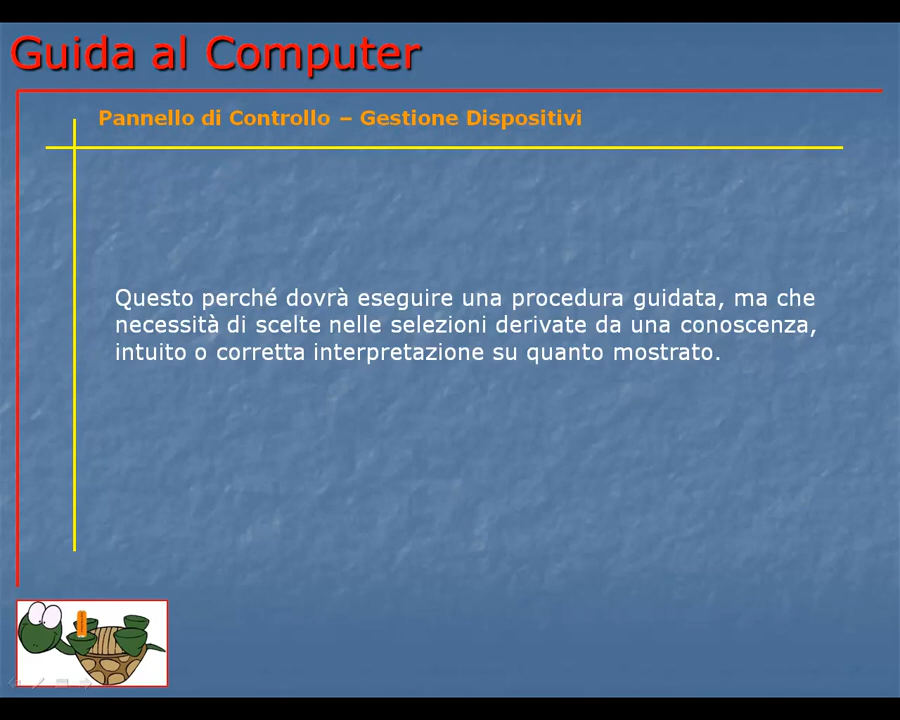 Guida al Computer
Pannello di Controllo – Gestione Dispositivi
Questo perché dovrà eseguire una procedura guidata, ma che
necessità di scelte nelle selezioni derivate da una conoscenza,
intuito o corretta interpretazione su quanto mostrato.